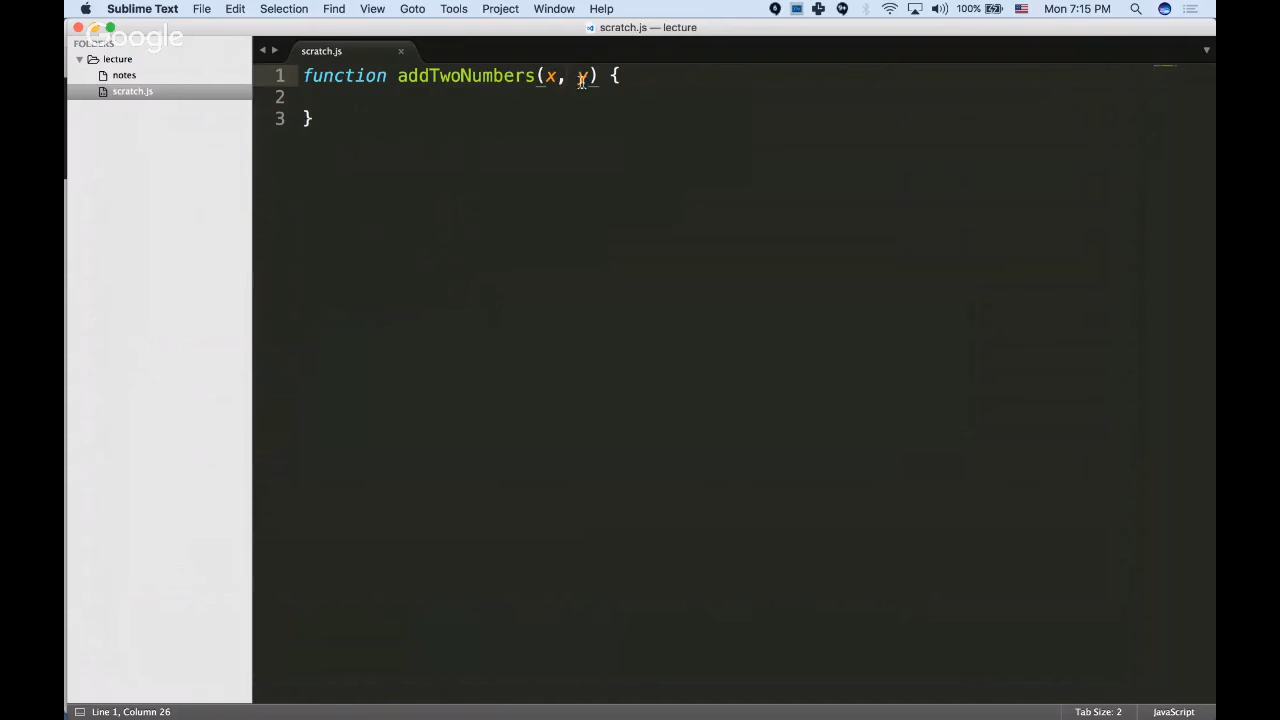 Sublime Text File Edit Selection Find View Goto Tools Project Window Help 100% Mon 7:15 PM
scratch.js — lecture
Google
FOLDERS
lecture
notes
scratch.js
scratch.js ×
1 function addTwoNumbers(x, y) {
2
3 }
Line 1, Column 26 Tab Size: 2 JavaScript